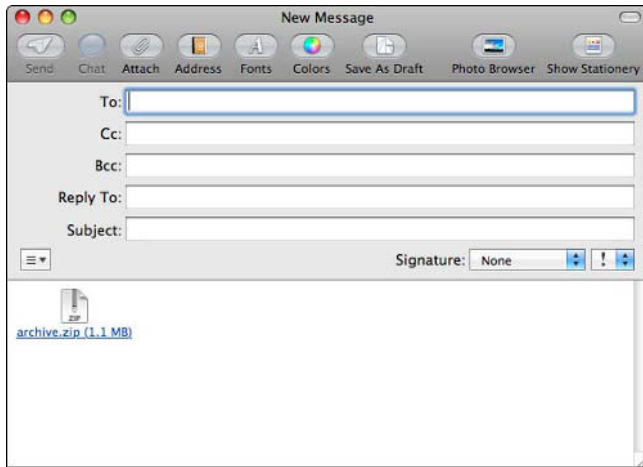 New Message
Send Chat Attach Address Fonts Colors Save As Draft Photo Browser Show Stationery
To:
Cc:
Bcc:
Reply To:
Subject:
Signature: None !
ZIP
archive.zip (1.1 MB)